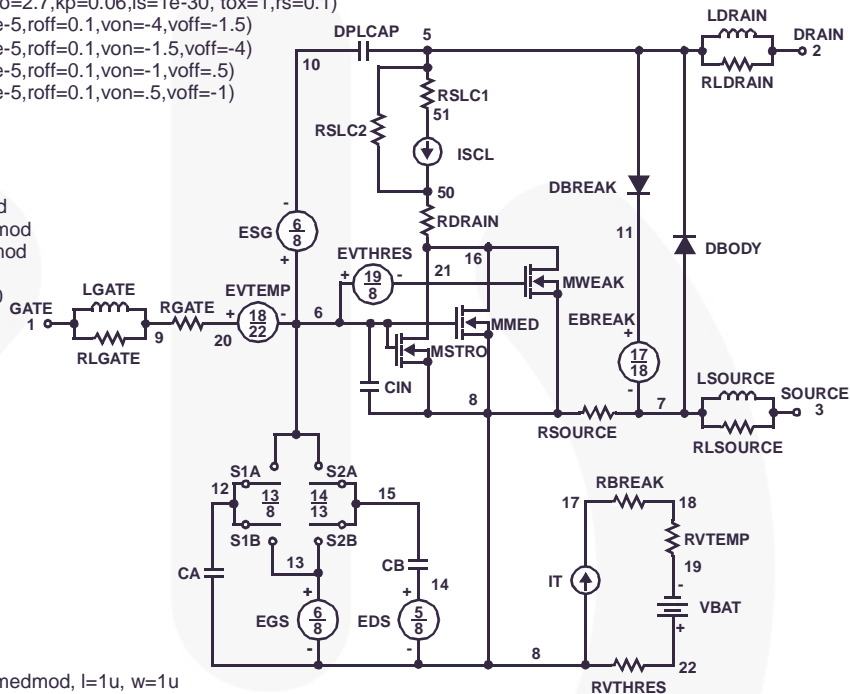 o=2.7,kp=0.06,is=1e-30, tox=1,rs=0.1)
e-5,roff=0.1,von=-4,voff=-1.5)
e-5,roff=0.1,von=-1.5,voff=-4)
e-5,roff=0.1,von=-1,voff=.5)
e-5,roff=0.1,von=.5,voff=-1)
d
mod
mod
)
medmod, l=1u, w=1u
LDRAIN
DPLCAP
5
DRAIN
2
10
RLDRAIN
RSLC1
51
RSLC2
ISCL
50
DBREAK
-
RDRAIN
ESG
6
8
+
11
DBODY
EVTHRES
16
21
+
19
8
-
MWEAK
LGATE
EVTEMP
GATE
1
RGATE
+
18
22
-
6
EBREAK
MMED
+
9
20
MSTRO
17
18
RLGATE
-
LSOURCE
CIN
8
7
SOURCE
3
RSOURCE
RLSOURCE
S1A
S2A
12
13
8
14
13
15
RBREAK
17
18
S1B
S2B
RVTEMP
13
CB
19
CA
14
IT
-
+
+
VBAT
EGS
6
8
EDS
5
8
+
-
-
8
22
RVTHRES